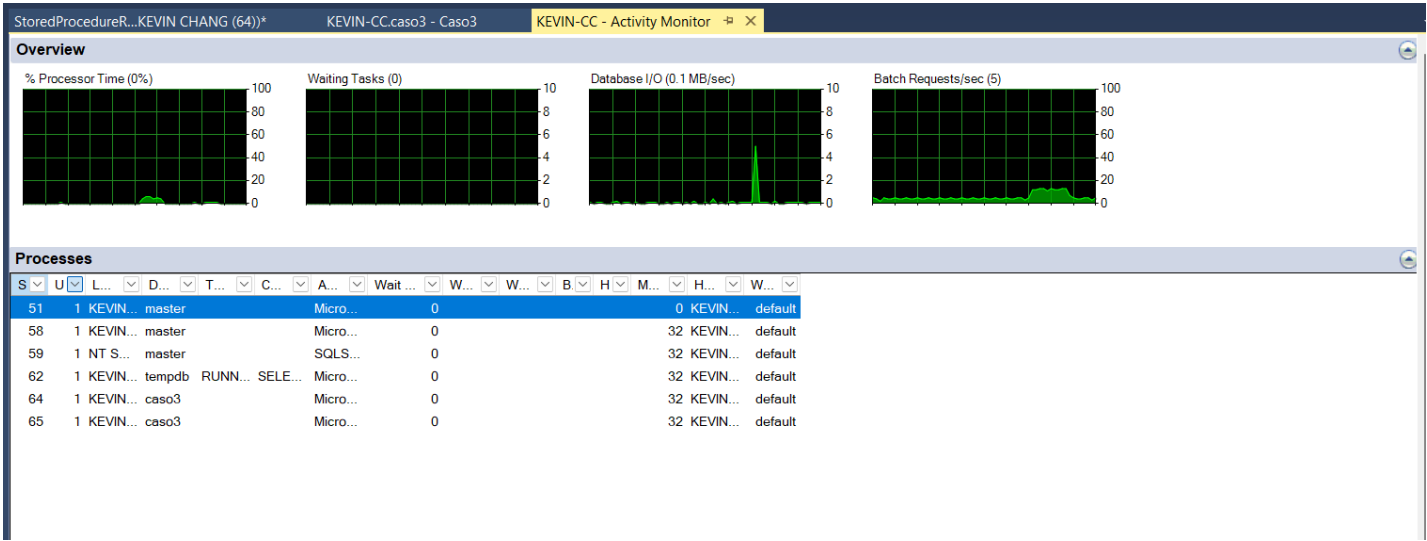 StoredProcedureR...KEVIN CHANG (64))* KEVIN-CC.caso3 - Caso3 KEVIN-CC - Activity Monitor
Overview
% Processor Time (0%) Waiting Tasks (0) Database I/O (0.1 MB/sec) Batch Requests/sec (5)
100 10 10 100
80 8 8 80
60 6 6 60
40 4 4 40
20 2 2 20
0 0 0 0
Processes
S U L... D... T... C... A... Wait ... W... W... B. H M... H... W...
51 1 KEVIN... master Micro... 0 0 KEVIN... default
58 1 KEVIN... master Micro... 0 32 KEVIN... default
59 1 NT S... master SQLS... 0 32 KEVIN... default
62 1 KEVIN... tempdb RUNN... SELE... Micro... 0 32 KEVIN... default
64 1 KEVIN... caso3 Micro... 0 32 KEVIN... default
65 1 KEVIN... caso3 Micro... 0 32 KEVIN... default